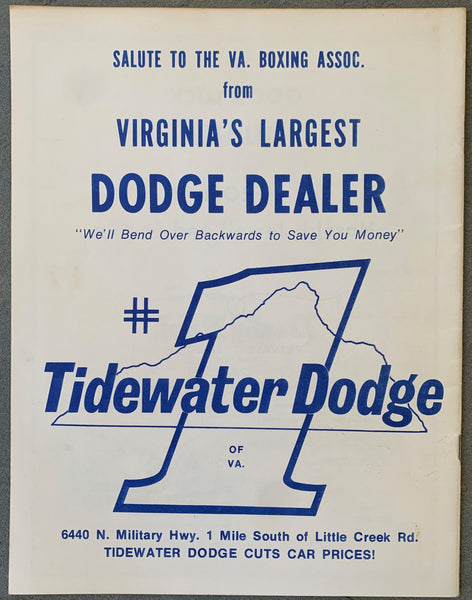 SALUTE TO THE VA. BOXING ASSOC.
from
VIRGINIA'S LARGEST
DODGE DEALER
"We'll Bend Over Backwards to Save You Money"
#1
Tidewater Dodge
OF
VA.
6440 N. Military Hwy. 1 Mile South of Little Creek Rd.
TIDEWATER DODGE CUTS CAR PRICES!